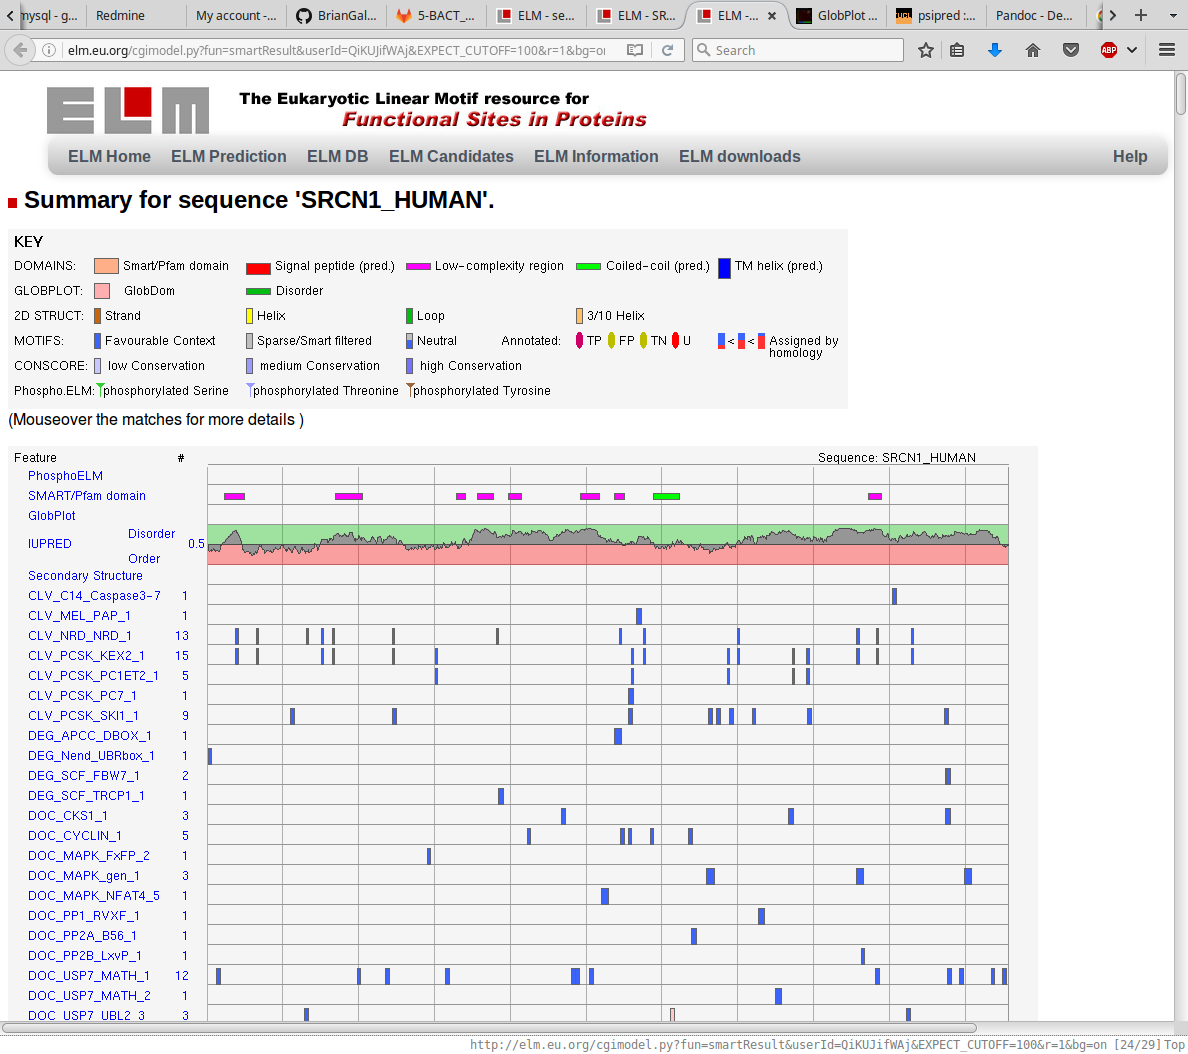 mysql - g...
Redmine
My account -...
BrianGal...
5-BACT_...
ELM - se...
ELM - SR...
ELM -... ×
GlobPlot ...
psipred :...
Pandoc - De...
elm.eu.org/cgimodel.py?fun=smartResult&userId=QiKUJifWAj&EXPECT_CUTOFF=100&r=1&bg=on
Search
ABP
ELM
The Eukaryotic Linear Motif resource for
Functional Sites in Proteins
ELM Home ELM Prediction ELM DB ELM Candidates ELM Information ELM downloads Help
Summary for sequence 'SRCN1_HUMAN'.
KEY
DOMAINS: Smart/Pfam domain Signal peptide (pred.) Low-complexity region Coiled-coil (pred.) TM helix (pred.)
GLOBPLOT: GlobDom Disorder
2D STRUCT: Strand Helix Loop 3/10 Helix
MOTIFS: Favourable Context Sparse/Smart filtered Neutral Annotated: TP FP TN U < < Assigned by
homology
CONSCORE: low Conservation medium Conservation high Conservation
Phospho.ELM: phosphorylated Serine phosphorylated Threonine phosphorylated Tyrosine
(Mouseover the matches for more details )
Feature # Sequence: SRCN1_HUMAN
PhosphoELM
SMART/Pfam domain
GlobPlot
Disorder
IUPRED 0.5
Order
Secondary Structure
CLV_C14_Caspase3-7 1
CLV_MEL_PAP_1 1
CLV_NRD_NRD_1 13
CLV_PCSK_KEX2_1 15
CLV_PCSK_PC1ET2_1 5
CLV_PCSK_PC7_1 1
CLV_PCSK_SKI1_1 9
DEG_APCC_DBOX_1 1
DEG_Nend_UBRbox_1 1
DEG_SCF_FBW7_1 2
DEG_SCF_TRCP1_1 1
DOC_CKS1_1 3
DOC_CYCLIN_1 5
DOC_MAPK_FxFP_2 1
DOC_MAPK_gen_1 3
DOC_MAPK_NFAT4_5 1
DOC_PP1_RVXF_1 1
DOC_PP2A_B56_1 1
DOC_PP2B_LxvP_1 1
DOC_USP7_MATH_1 12
DOC_USP7_MATH_2 1
DOC_USP7_UBL2_3 3
http://elm.eu.org/cgimodel.py?fun=smartResult&userId=QiKUJifWAj&EXPECT_CUTOFF=100&r=1&bg=on [24/29] Top